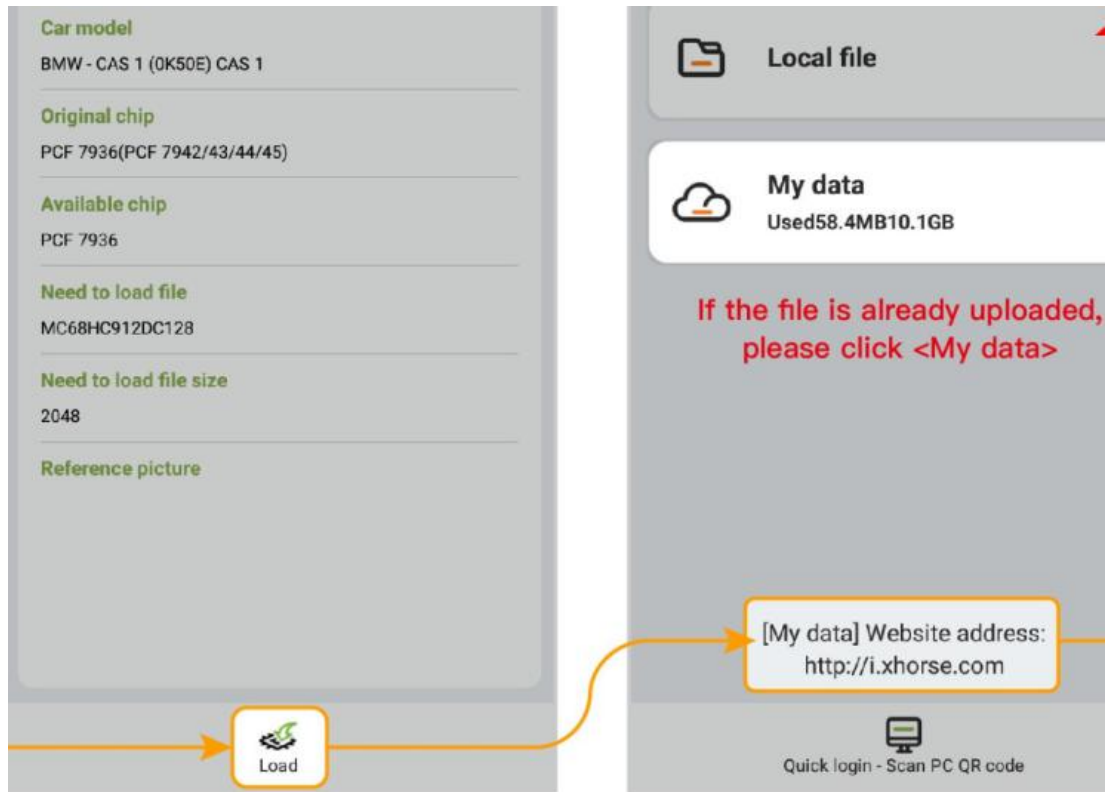 Car model
BMW - CAS 1 (0K50E) CAS 1
Original chip
PCF 7936(PCF 7942/43/44/45)
Available chip
PCF 7936
Need to load file
MC68HC912DC128
Need to load file size
2048
Reference picture
Load
Local file
My data
Used58.4MB10.1GB
If the file is already uploaded,
please click <My data>
[My data] Website address:
http://i.xhorse.com
Quick login - Scan PC QR code